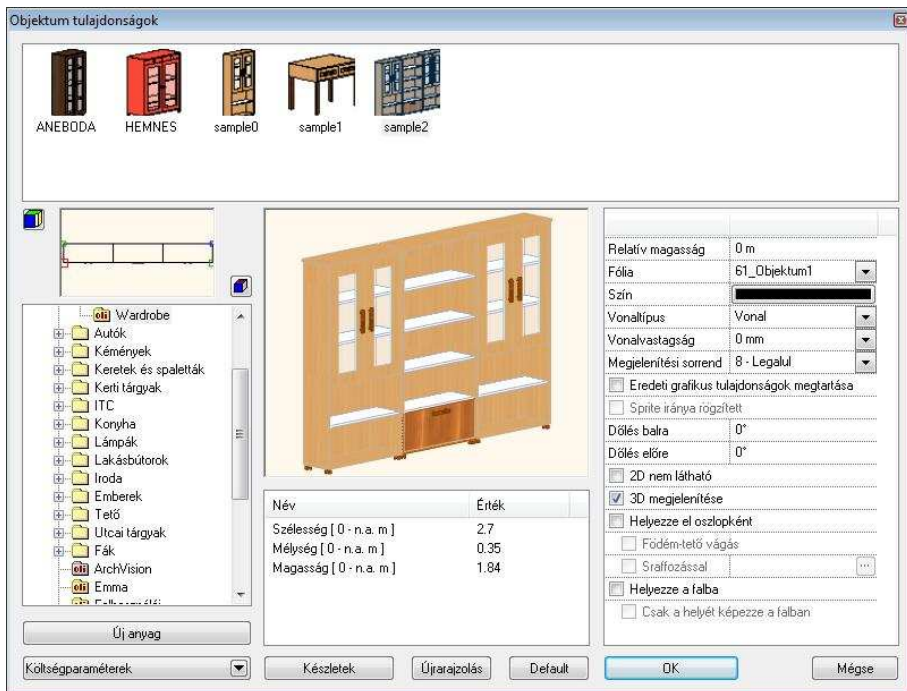 Objektum tulajdonságok
ANEBODA
HEMNES
sample0
sample1
sample2
Wardrobe
Autók
Kémények
Keretek és spaletták
Kerti tárgyak
ITC
Konyha
Lámpák
Lakásbútorok
Iroda
Emberek
Tető
Utcai tárgyak
Fák
ArchVision
Emma
Új anyag
Költségparaméterek
Név Érték
Szélesség [ 0 - n.a. m ] 2.7
Mélység [ 0 - n.a. m ] 0.35
Magasság [ 0 - n.a. m ] 1.84
Készletek
Újrarajzolás
Default
Relatív magasság 0 m
Fólia 61_Objektum1
Szín
Vonaltípus Vonal
Vonalvastagság 0 mm
Megjelenítési sorrend 8 - Legalul
Eredeti grafikus tulajdonságok megtartása
Sprite iránya rögzített
Dőlés balra 0°
Dőlés előre 0°
2D nem látható
3D megjelenítése
Helyezze el oszlopként
Födém-tető vágás
Sraffozással ...
Helyezze a falba
Csak a helyét képezze a falban
OK
Mégse